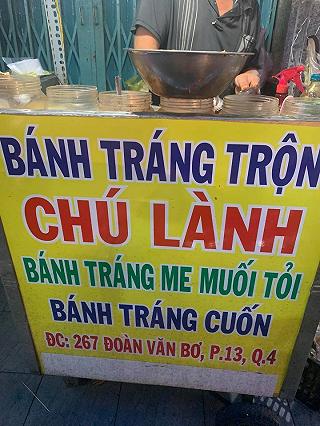 BÁNH TRÁNG TRỘN
CHÚ LÀNH
BÁNH TRÁNG ME MUỐI TỎI
BÁNH TRÁNG CUỐN
ĐC: 267 ĐOÀN VĂN BƠ, P.13, Q.4